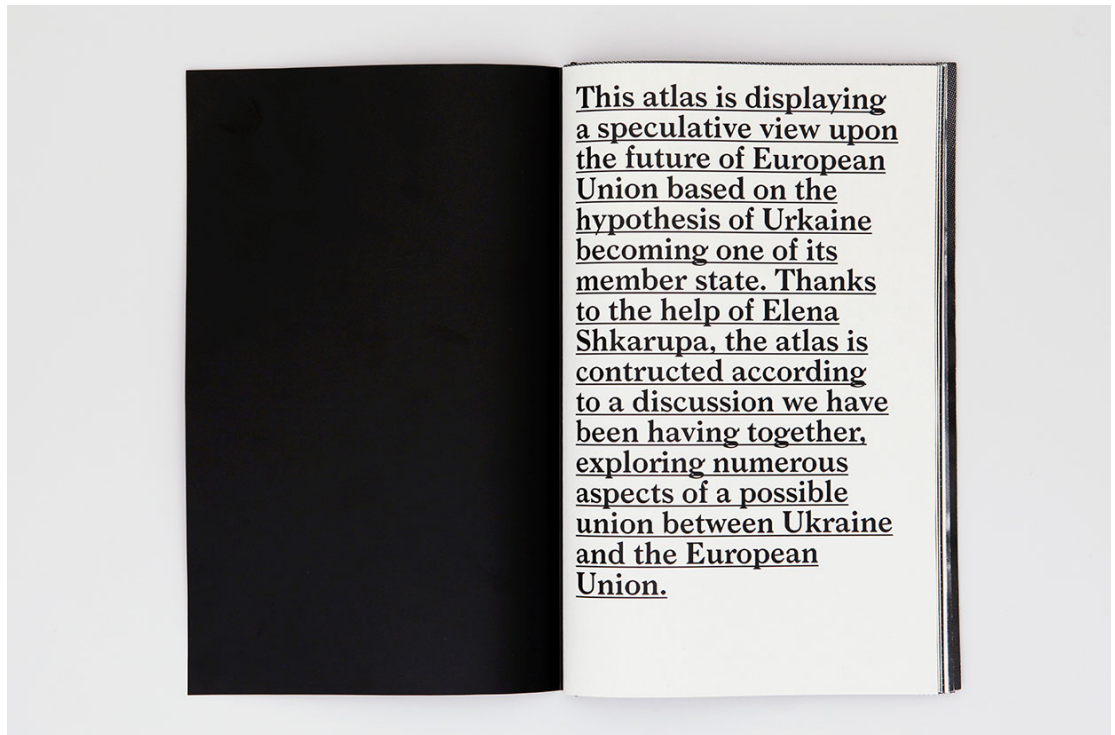 This atlas is displaying
a speculative view upon
the future of European
Union based on the
hypothesis of Urkaine
becoming one of its
member state. Thanks
to the help of Elena
Shkarupa, the atlas is
contructed according
to a discussion we have
been having together,
exploring numerous
aspects of a possible
union between Ukraine
and the European
Union.